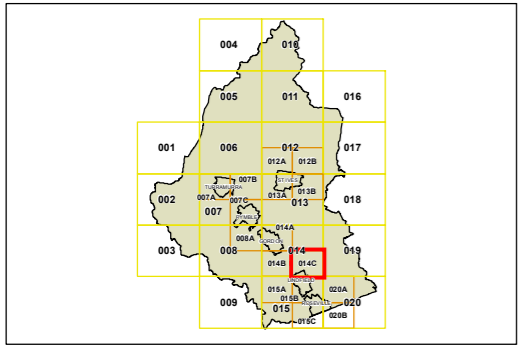 004 010
005 011 016
001 006 012 017
012A 012B
007B ST.IVES
TURRAMURRA
002 007A 007C 013A 013B 018
007 013
PYMBLE
014A
008A GORDON
003 008 014 019
014B 014C
LINDFIELD
015A 020A
009 015B ROSEVILLE 020
015
015C 020B